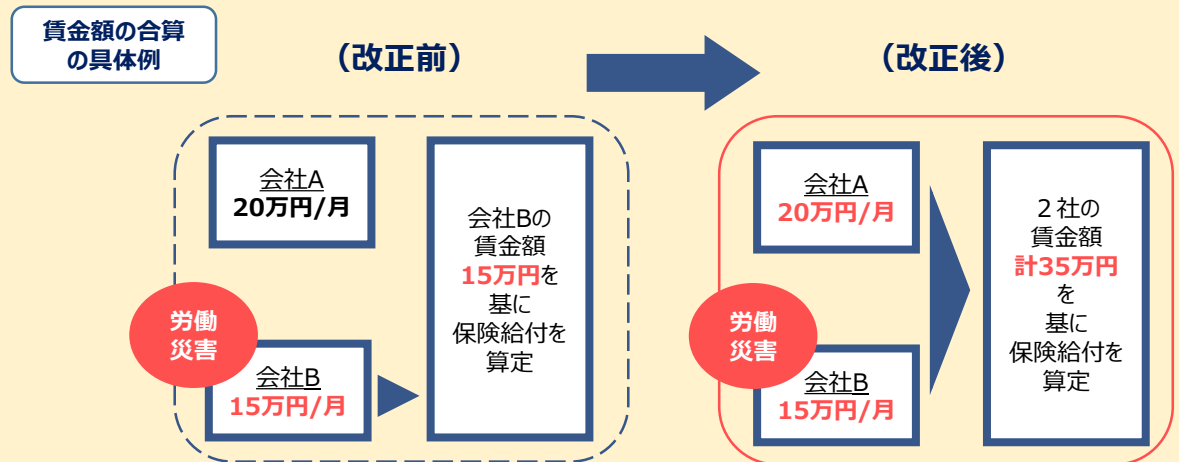 賃金額の合算
の具体例
（改正前）
（改正後）
会社A
20万円/月
労働
災害
会社B
15万円/月
会社Bの
賃金額
15万円を
基に
保険給付を
算定
会社A
20万円/月
労働
災害
会社B
15万円/月
２社の
賃金額
計35万円
を
基に
保険給付を
算定